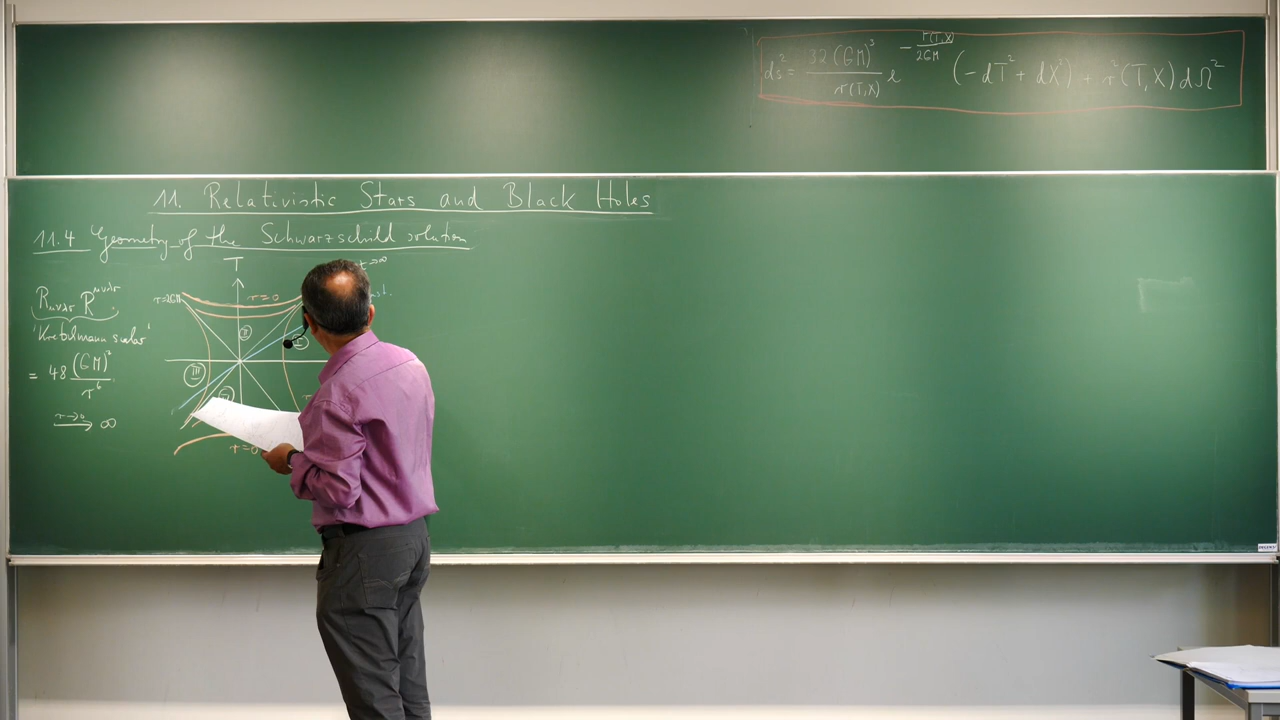 ds² = 32(GM)³ / r(T,X) e^(-r(T,X)/2GM) (-dT² + dX²) + r²(T,X) dΩ²
11. Relativistic Stars and Black Holes
11.4 Geometry of the Schwarzschild solution
T
t→∞
R_μνλσ R^μνλσ
r=2GM
r=0
"Kretschmann scalar"
II
I
= 48 (GM)² / r⁶
III
r→0 → ∞
r=0